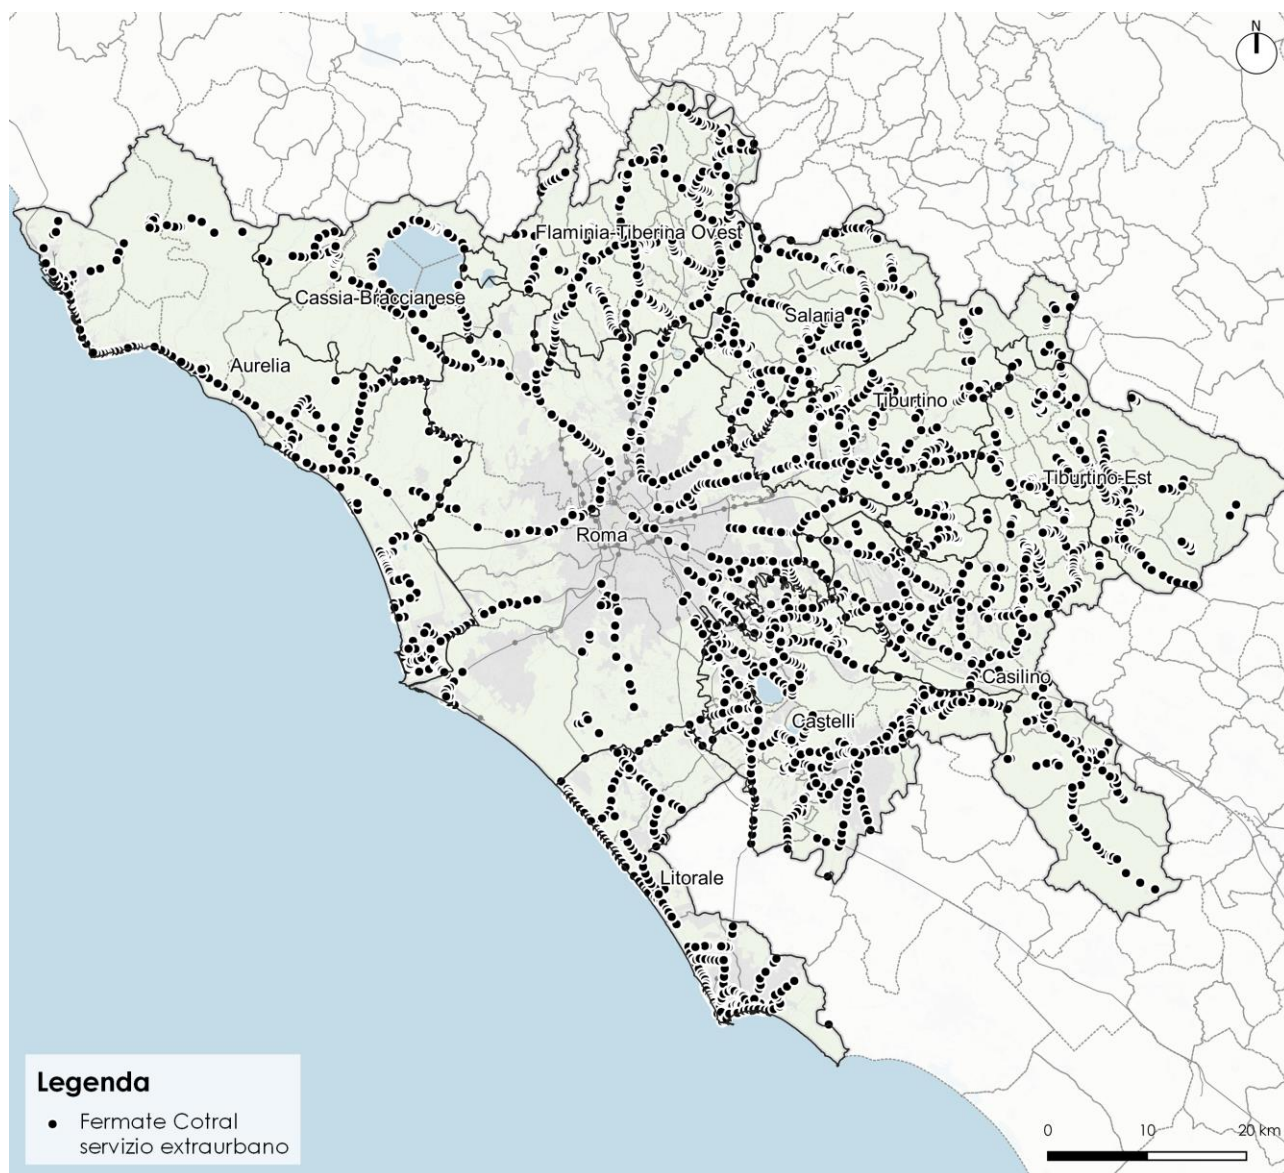 N
Flaminia-Tiberina Ovest
Cassia-Braccianese
Salaria
Aurelia
Tiburtino
Tiburtino-Est
Roma
Casilino
Castelli
Litorale
Legenda
Fermate Cotral
servizio extraurbano
0 10 20 km